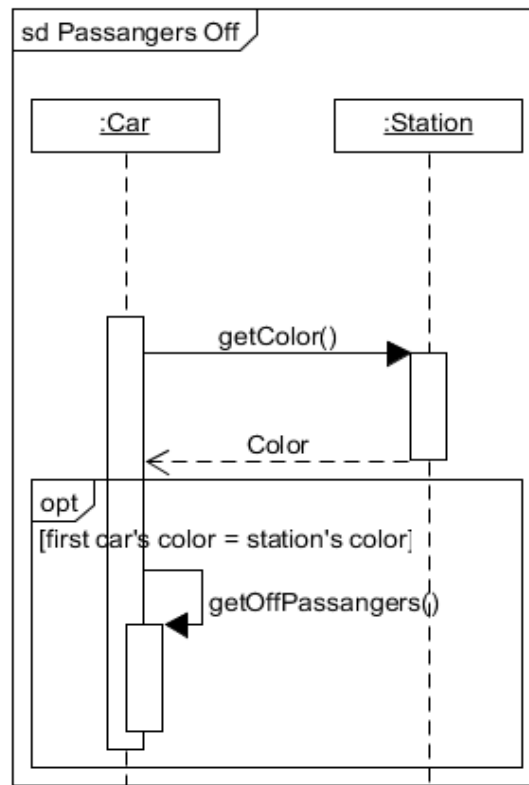 sd Passangers Off
:Car
:Station
getColor()
Color
opt
[first car's color = station's color]
getOffPassangers()